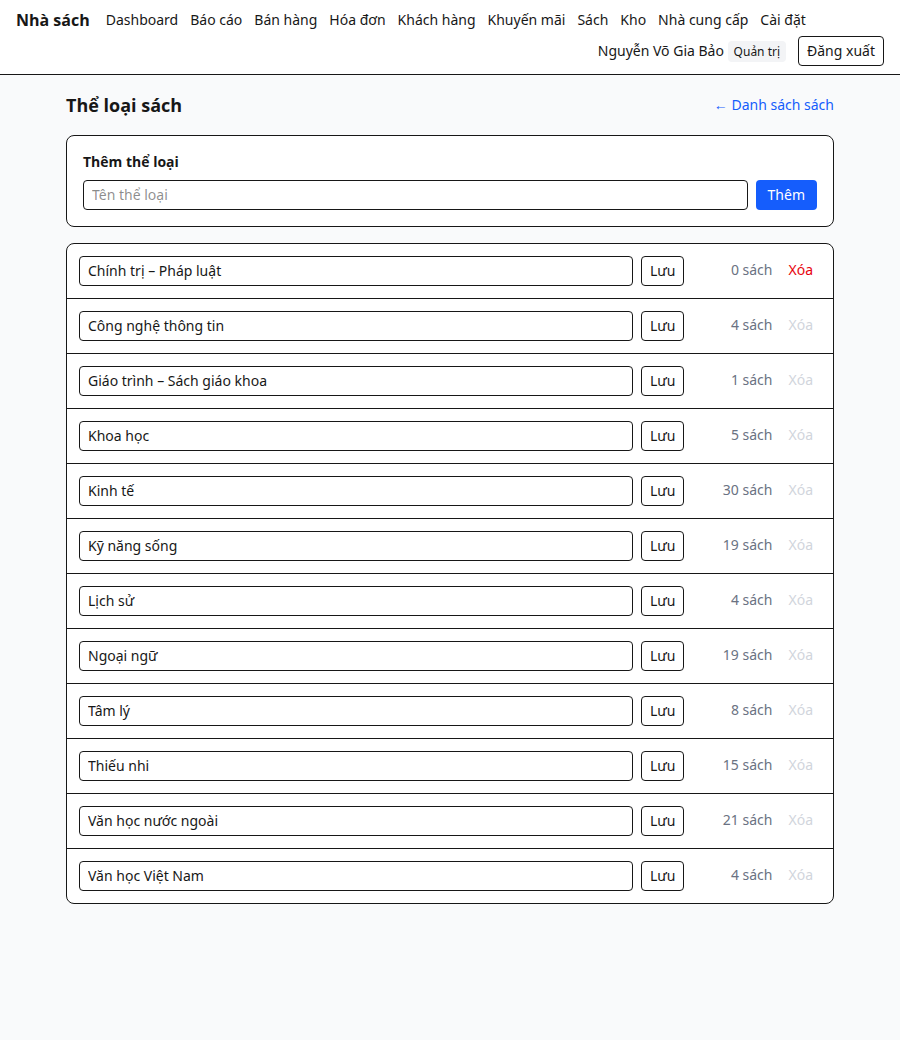 Nhà sách Dashboard Báo cáo Bán hàng Hóa đơn Khách hàng Khuyến mãi Sách Kho Nhà cung cấp Cài đặt
Nguyễn Võ Gia Bảo Quản trị Đăng xuất
Thể loại sách ← Danh sách sách
Thêm thể loại
Tên thể loại Thêm
Chính trị – Pháp luật Lưu 0 sách Xóa
Công nghệ thông tin Lưu 4 sách Xóa
Giáo trình – Sách giáo khoa Lưu 1 sách Xóa
Khoa học Lưu 5 sách Xóa
Kinh tế Lưu 30 sách Xóa
Kỹ năng sống Lưu 19 sách Xóa
Lịch sử Lưu 4 sách Xóa
Ngoại ngữ Lưu 19 sách Xóa
Tâm lý Lưu 8 sách Xóa
Thiếu nhi Lưu 15 sách Xóa
Văn học nước ngoài Lưu 21 sách Xóa
Văn học Việt Nam Lưu 4 sách Xóa